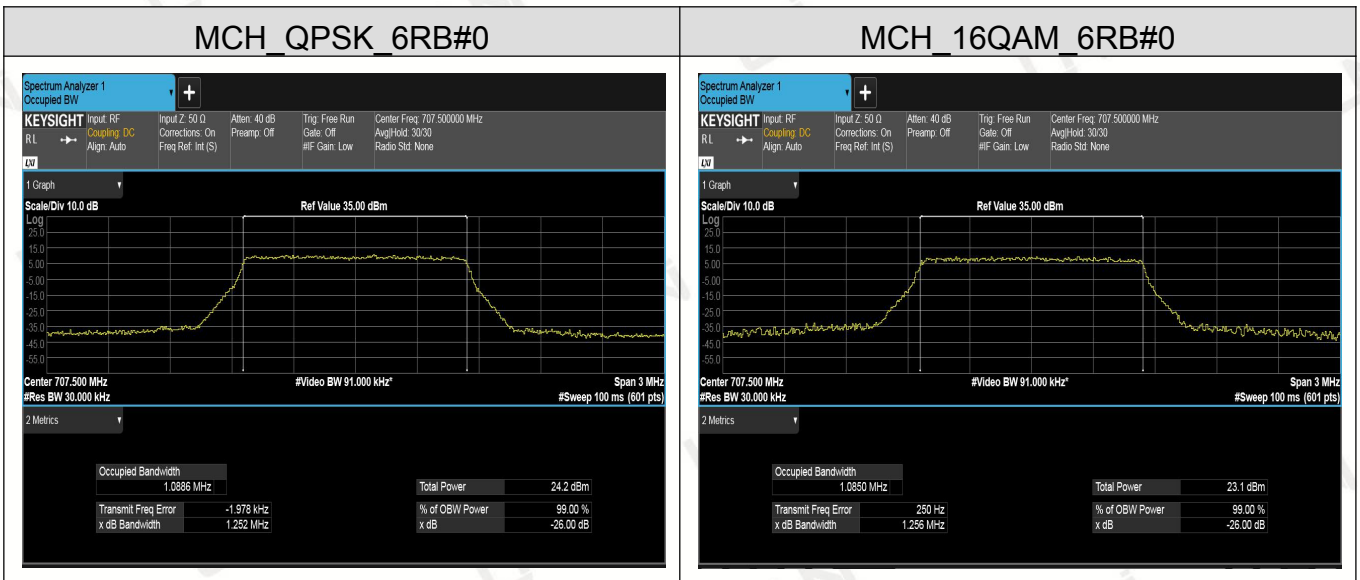 MCH_QPSK_6RB#0
Spectrum Analyzer 1
Occupied BW
+
KEYSIGHT Input: RF Input Z: 50 Ω Atten: 40 dB Trig: Free Run Center Freq: 707.500000 MHz
R L Coupling: DC Corrections: On Preamp: Off Gate: Off Avg|Hold: 30/30
Align: Auto Freq Ref: Int (S) #IF Gain: Low Radio Std: None
LXI
1 Graph
Scale/Div 10.0 dB Ref Value 35.00 dBm
Log
25.0
15.0
5.00
-5.00
-15.0
-25.0
-35.0
-45.0
-55.0
Center 707.500 MHz #Video BW 91.000 kHz* Span 3 MHz
#Res BW 30.000 kHz #Sweep 100 ms (601 pts)
2 Metrics
Occupied Bandwidth
1.0886 MHz Total Power 24.2 dBm
Transmit Freq Error -1.978 kHz % of OBW Power 99.00 %
x dB Bandwidth 1.252 MHz x dB -26.00 dB
MCH_16QAM_6RB#0
Spectrum Analyzer 1
Occupied BW
+
KEYSIGHT Input: RF Input Z: 50 Ω Atten: 40 dB Trig: Free Run Center Freq: 707.500000 MHz
R L Coupling: DC Corrections: On Preamp: Off Gate: Off Avg|Hold: 30/30
Align: Auto Freq Ref: Int (S) #IF Gain: Low Radio Std: None
LXI
1 Graph
Scale/Div 10.0 dB Ref Value 35.00 dBm
Log
25.0
15.0
5.00
-5.00
-15.0
-25.0
-35.0
-45.0
-55.0
Center 707.500 MHz #Video BW 91.000 kHz* Span 3 MHz
#Res BW 30.000 kHz #Sweep 100 ms (601 pts)
2 Metrics
Occupied Bandwidth
1.0850 MHz Total Power 23.1 dBm
Transmit Freq Error 250 Hz % of OBW Power 99.00 %
x dB Bandwidth 1.256 MHz x dB -26.00 dB